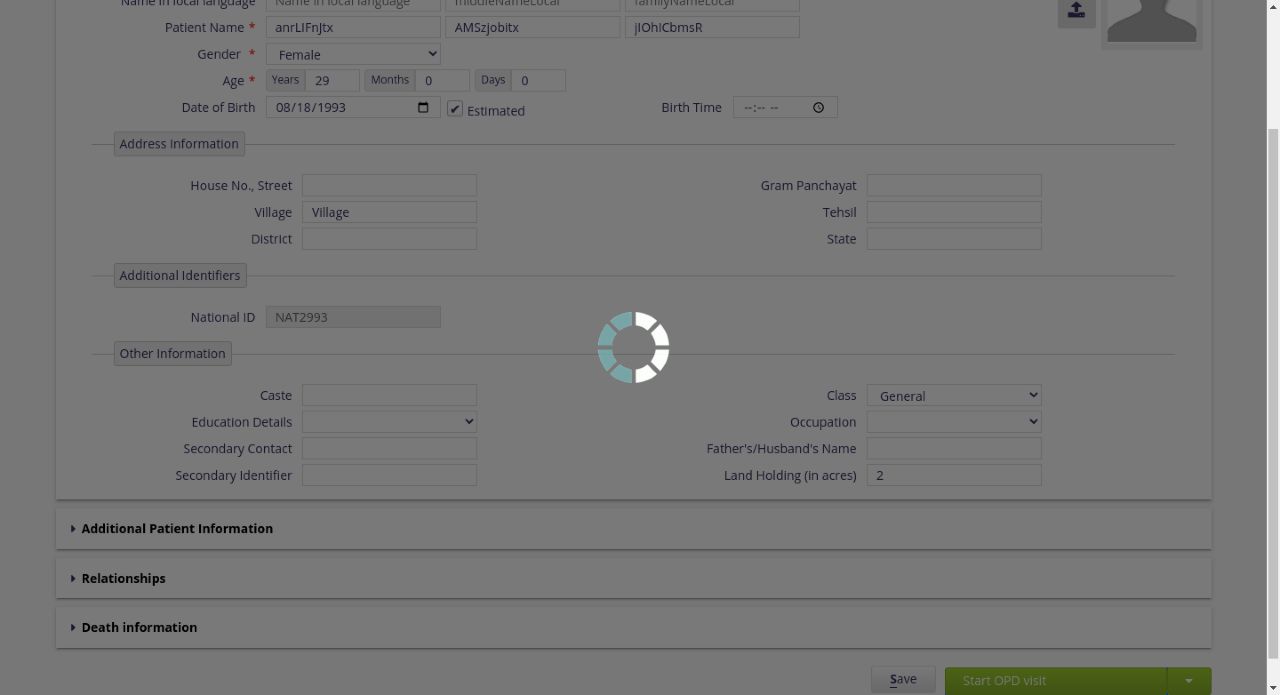 Name in local language Name in local language middleNameLocal familyNameLocal
Patient Name * anrLIFnJtx AMSzjobitx jIOhICbmsR
Gender * Female
Age * Years 29 Months 0 Days 0
Date of Birth 08/18/1993 Estimated Birth Time --:-- --
Address Information
House No., Street Gram Panchayat
Village Village Tehsil
District State
Additional Identifiers
National ID NAT2993
Other Information
Caste Class General
Education Details Occupation
Secondary Contact Father's/Husband's Name
Secondary Identifier Land Holding (in acres) 2
Additional Patient Information
Relationships
Death information
Save Start OPD visit